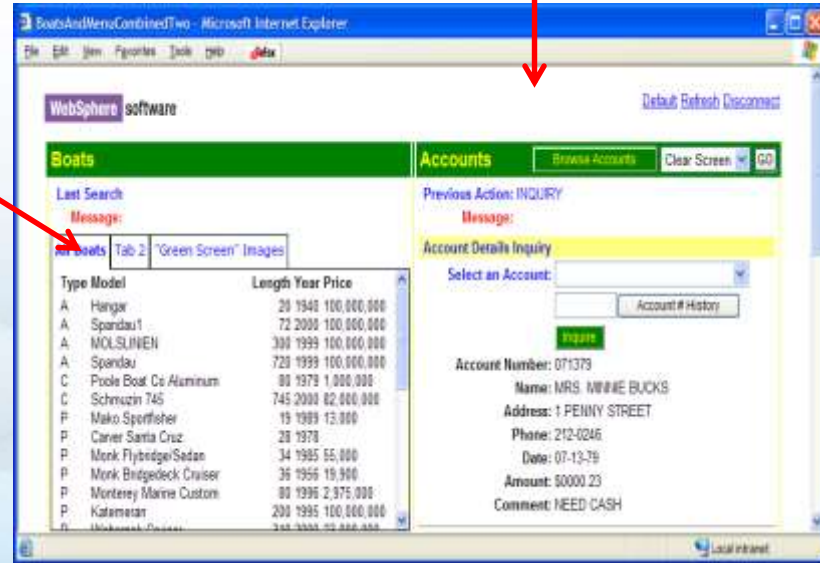 BoatsAndMenuCombinedTwo - Microsoft Internet Explorer
File Edit View Favorites Tools Help
WebSphere software
Default Refresh Disconnect
Boats
Accounts Browse Accounts Clear Screen GO
Last Search
Message:
Previous Action: INQUIRY
Message:
All Boats Tab 2 "Green Screen" Images
Account Details Inquiry
Type Model Length Year Price
A Hangar 20 1940 100,000,000
A Spandau1 72 2000 100,000,000
A MOLSLINIEN 300 1999 100,000,000
A Spandau 720 1999 100,000,000
C Poole Boat Co Aluminum 80 1979 1,000,000
C Schmuzin 745 745 2000 82,000,000
P Mako Sportfisher 19 1989 13,000
P Carver Santa Cruz 28 1978
P Monk Flybridge/Sedan 34 1985 55,000
P Monk Bridgedeck Cruiser 36 1956 19,900
P Monterey Marine Custom 80 1996 2,975,000
P Katemeran 200 1995 100,000,000
Select an Account:
Account # History
Inquire
Account Number: 071379
Name: MRS. MINNIE BUCKS
Address: 1 PENNY STREET
Phone: 212-0246
Date: 07-13-79
Amount: $0000.23
Comment: NEED CASH
Local intranet